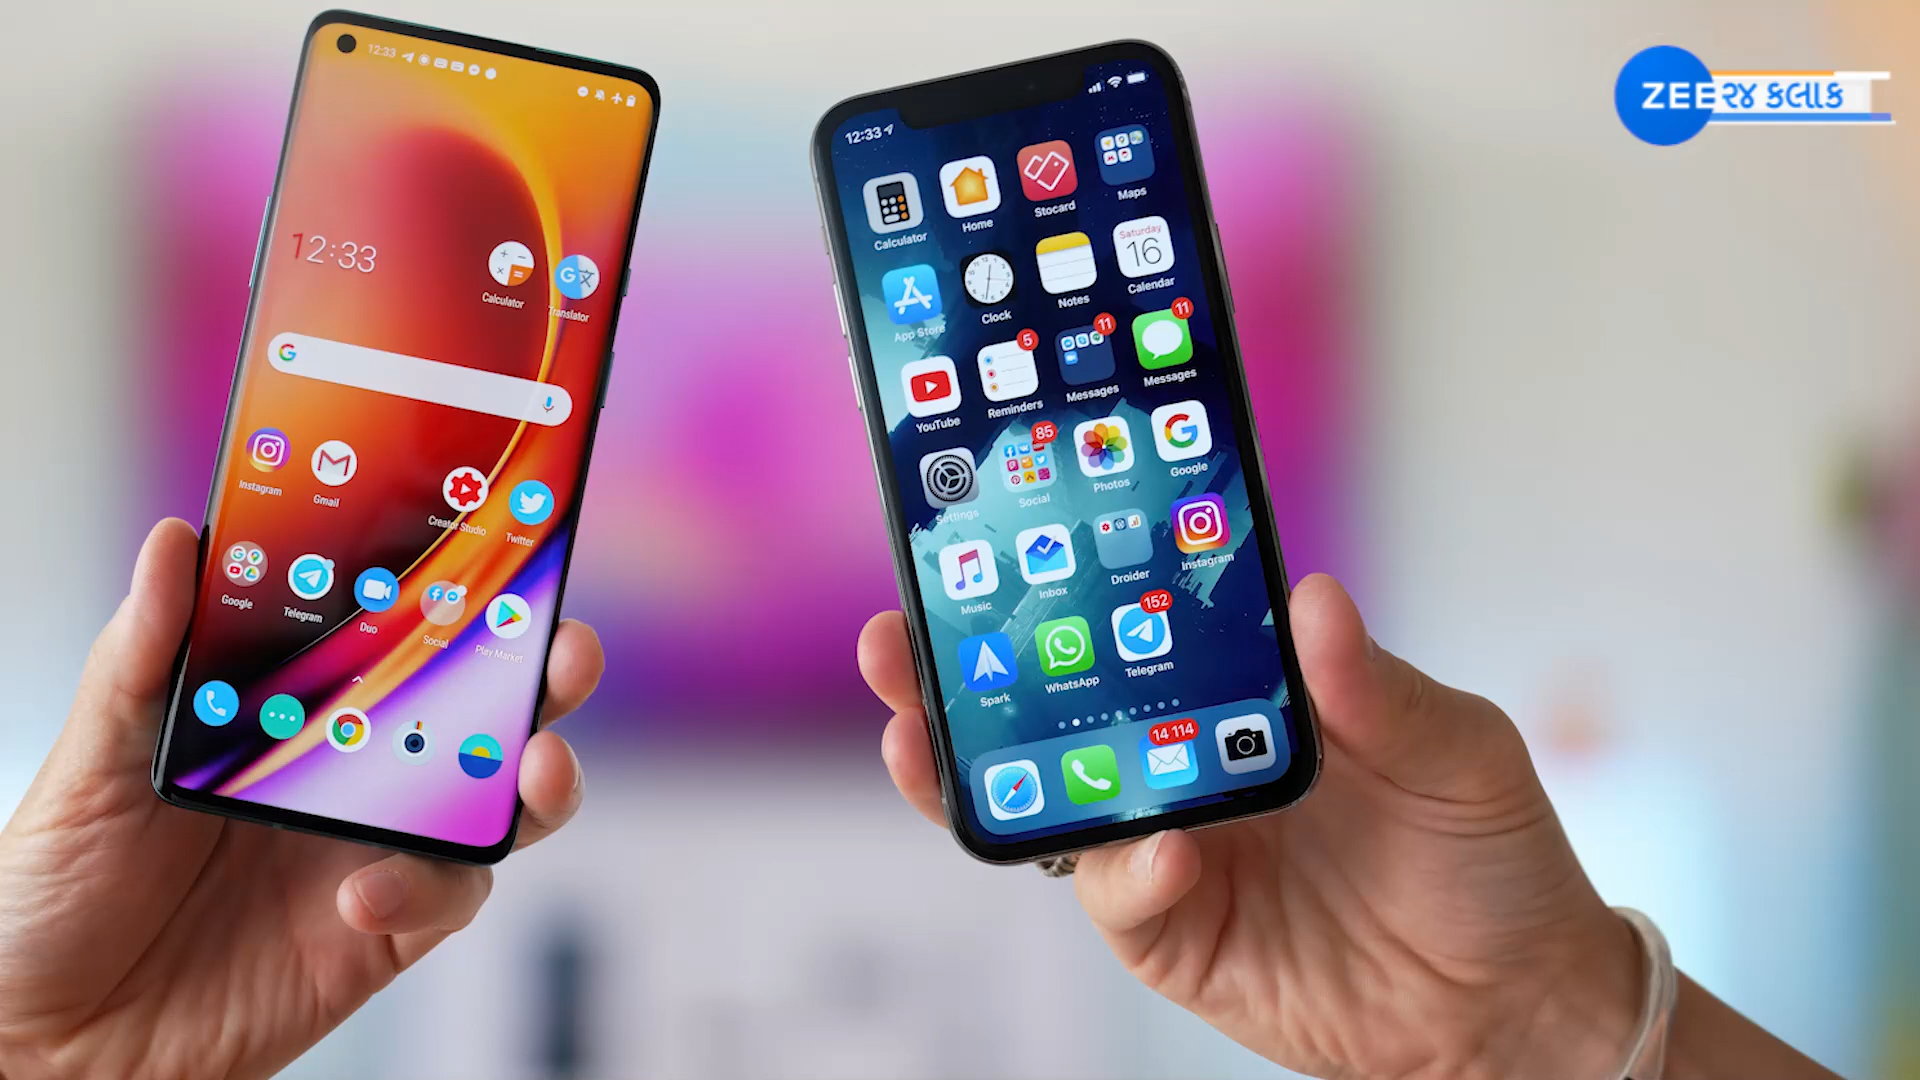 12:33
12:33
Calculator
Translator
Instagram
Gmail
Creator Studio
Twitter
Google
Telegram
Duo
Social
Play Market
12:33
Calculator
Home
Stocard
Maps
App Store
Clock
Notes
Saturday
16
Calendar
YouTube
5
Reminders
11
Messages
11
Messages
Settings
85
Social
Photos
Google
Music
Inbox
Droider
Instagram
Spark
WhatsApp
152
Telegram
14 114
ZEE ૨૪ કલાક